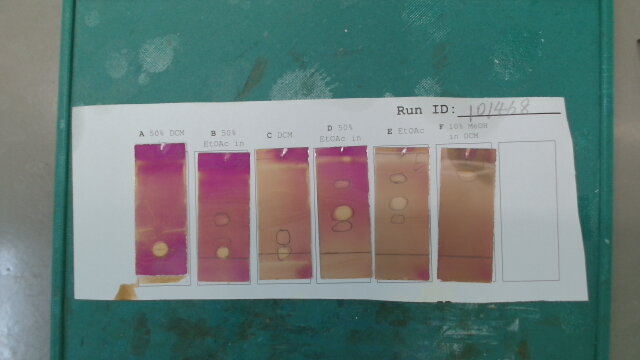 Run ID: 101468
A 50% DCM
B 50% EtOAc in
C DCM
D 50% EtOAc in
E EtOAc
F 10% MeOH in DCM